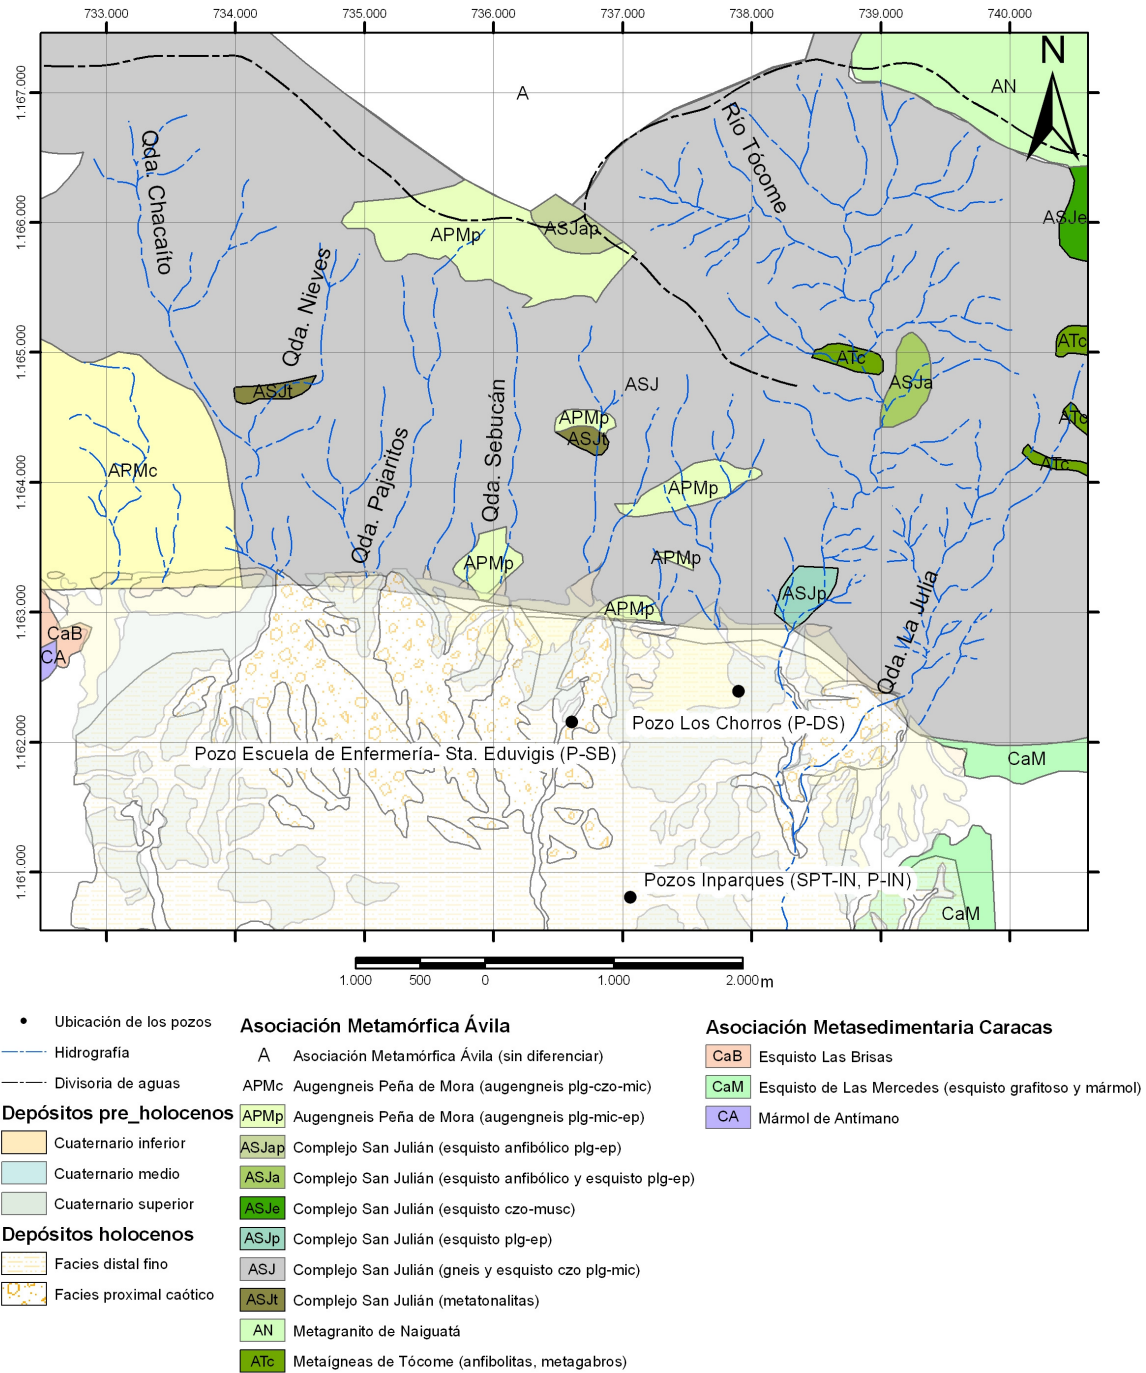 733.000 734.000 735.000 736.000 737.000 738.000 739.000 740.000
1.167.000
1.166.000
1.165.000
1.164.000
1.163.000
1.162.000
1.161.000
N
A
AN
Río Tócome
Qda. Chacaíto
ASJe
ASJap
APMp
Qda. Nieves
ATc
ATc
ASJa
ASJ
ASJt
APMp
ASJt
ATc
Qda. Sebucán
Qda. Pajaritos
APMc
ATc
APMp
APMp
APMp
ASJp
APMp
Qda. La Julia
CaB
CA
Pozo Los Chorros (P-DS)
Pozo Escuela de Enfermería- Sta. Eduvigis (P-SB)
CaM
Pozos Inparques (SPT-IN, P-IN)
CaM
1.000 500 0 1.000 2.000 m
Ubicación de los pozos
Hidrografía
Divisoria de aguas
Depósitos pre_holocenos
Cuaternario inferior
Cuaternario medio
Cuaternario superior
Depósitos holocenos
Facies distal fino
Facies proximal caótico
Asociación Metamórfica Ávila
A Asociación Metamórfica Ávila (sin diferenciar)
APMc Augengneis Peña de Mora (augengneis plg-czo-mic)
APMp Augengneis Peña de Mora (augengneis plg-mic-ep)
ASJap Complejo San Julián (esquisto anfibólico plg-ep)
ASJa Complejo San Julián (esquisto anfibólico y esquisto plg-ep)
ASJe Complejo San Julián (esquisto czo-musc)
ASJp Complejo San Julián (esquisto plg-ep)
ASJ Complejo San Julián (gneis y esquisto czo plg-mic)
ASJt Complejo San Julián (metatonalitas)
AN Metagranito de Naiguatá
ATc Metaígneas de Tócome (anfibolitas, metagabros)
Asociación Metasedimentaria Caracas
CaB Esquisto Las Brisas
CaM Esquisto de Las Mercedes (esquisto grafitoso y mármol)
CA Mármol de Antímano